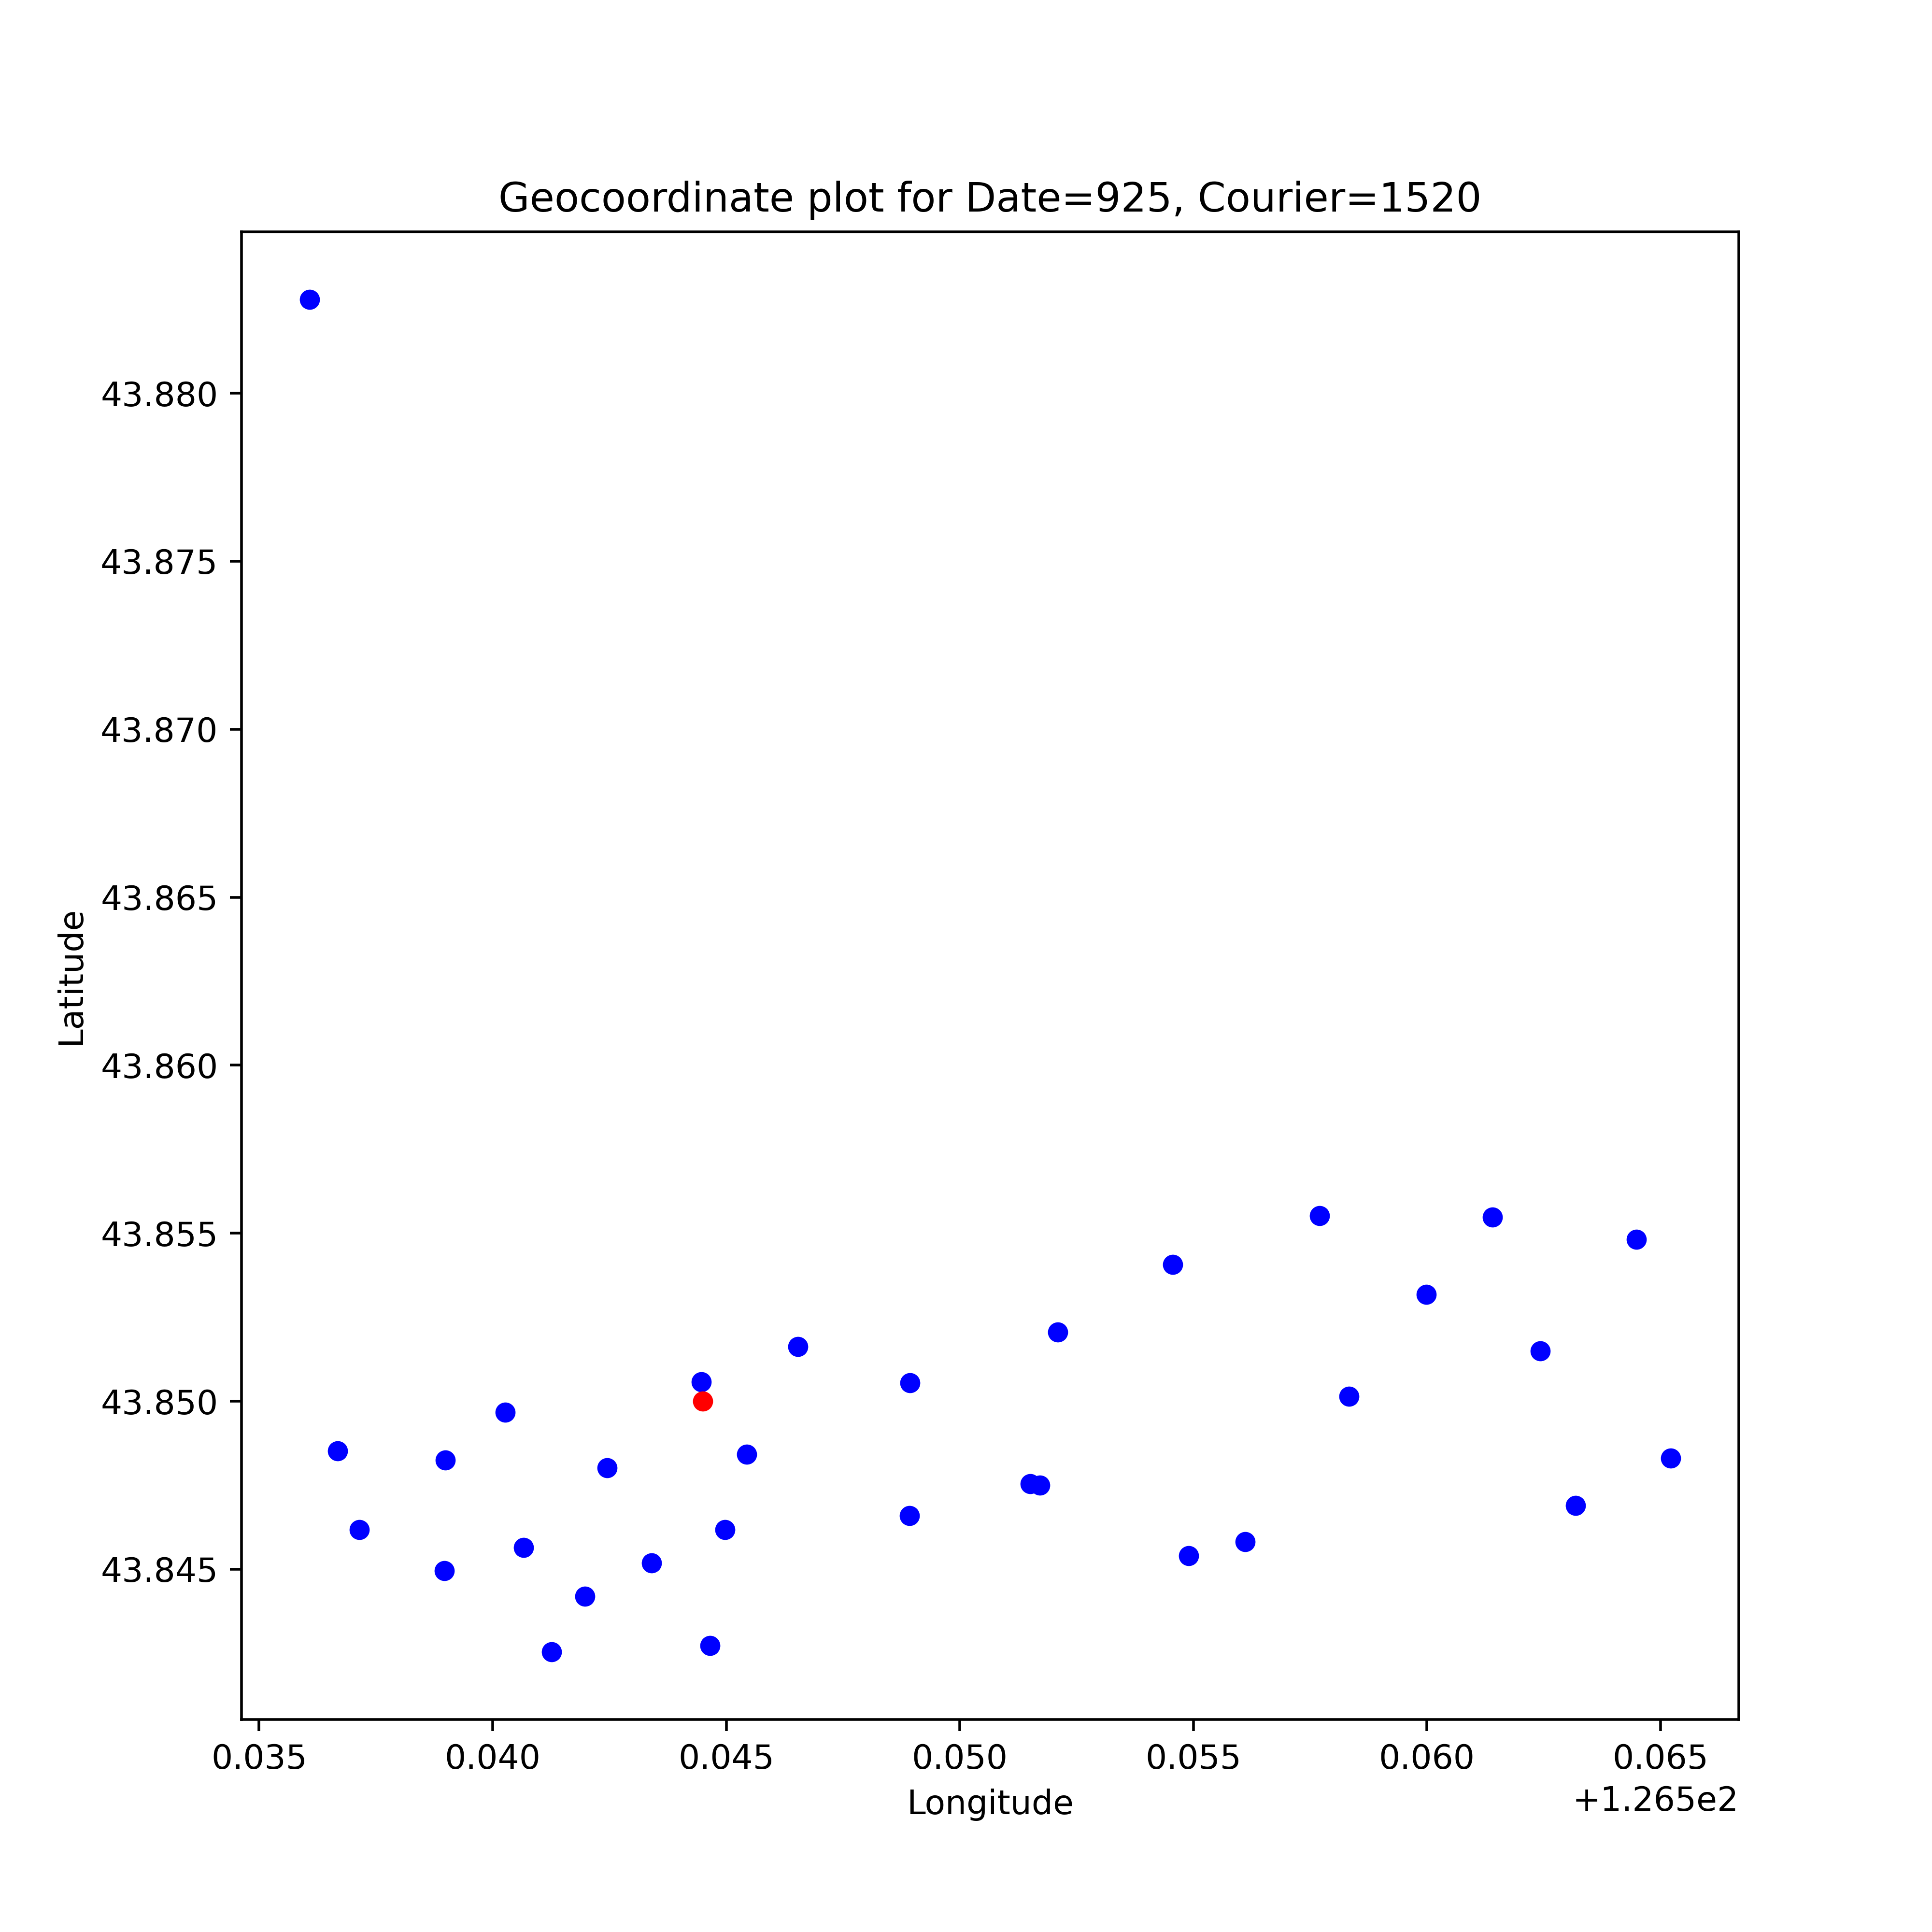 Geocoordinate plot for Date=925, Courier=1520
43.880
43.875
43.870
43.865
43.860
43.855
43.850
43.845
Latitude
0.035 0.040 0.045 0.050 0.055 0.060 0.065
Longitude
+1.265e2